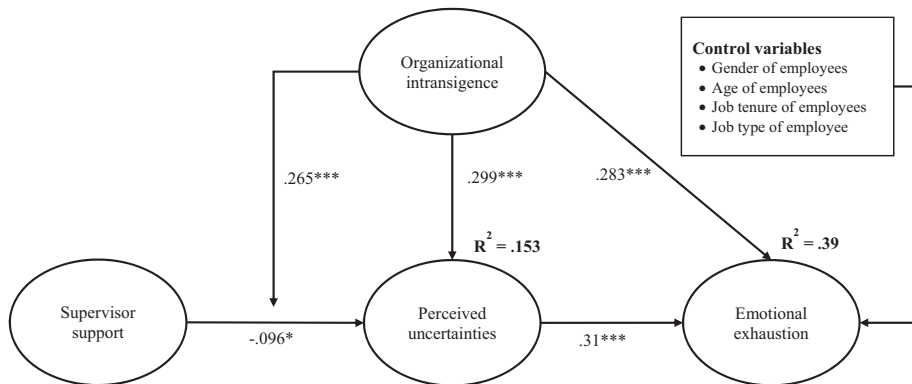 Organizational
intransigence
Control variables
• Gender of employees
• Age of employees
• Job tenure of employees
• Job type of employee
.265***
.299***
.283***
R² = .153
R² = .39
Supervisor
support
-.096*
Perceived
uncertainties
.31***
Emotional
exhaustion